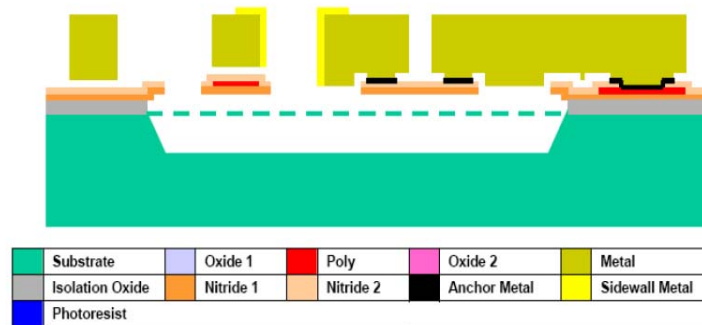 Substrate Oxide 1 Poly Oxide 2 Metal
Isolation Oxide Nitride 1 Nitride 2 Anchor Metal Sidewall Metal
Photoresist